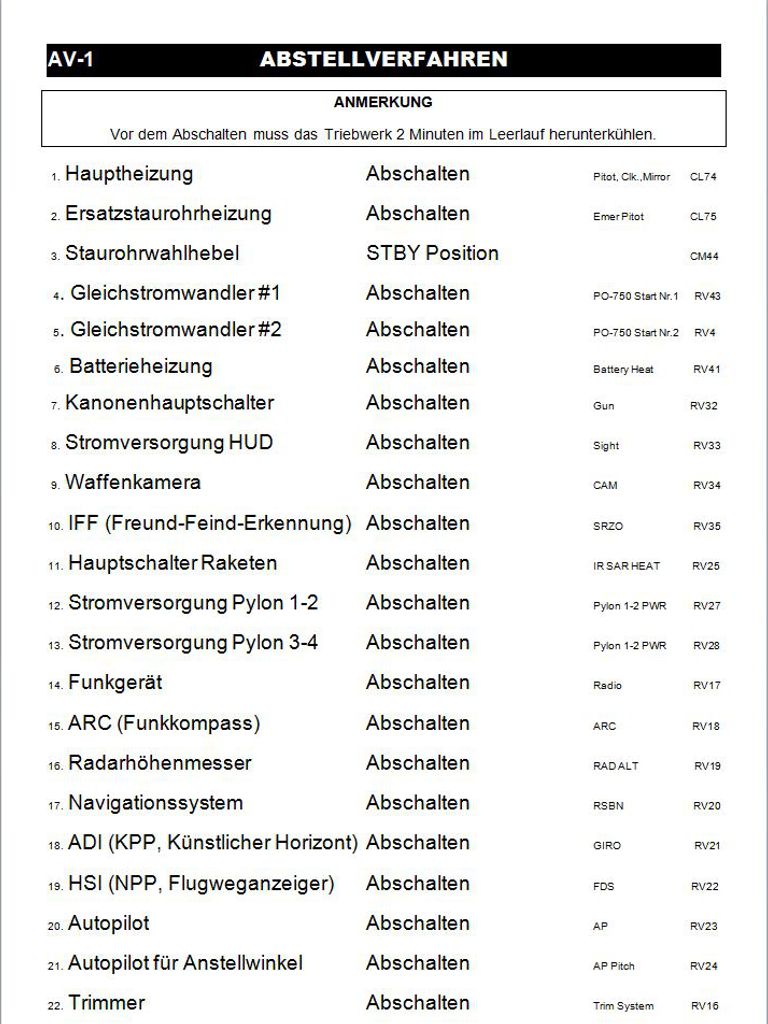 AV-1 ABSTELLVERFAHREN
ANMERKUNG
Vor dem Abschalten muss das Triebwerk 2 Minuten im Leerlauf herunterkühlen.
1. Hauptheizung Abschalten Pitot, Clk.,Mirror CL74
2. Ersatzstaurohrheizung Abschalten Emer Pitot CL75
3. Staurohrwahlhebel STBY Position CM44
4. Gleichstromwandler #1 Abschalten PO-750 Start Nr.1 RV43
5. Gleichstromwandler #2 Abschalten PO-750 Start Nr.2 RV4
6. Batterieheizung Abschalten Battery Heat RV41
7. Kanonenhauptschalter Abschalten Gun RV32
8. Stromversorgung HUD Abschalten Sight RV33
9. Waffenkamera Abschalten CAM RV34
10. IFF (Freund-Feind-Erkennung) Abschalten SRZO RV35
11. Hauptschalter Raketen Abschalten IR SAR HEAT RV25
12. Stromversorgung Pylon 1-2 Abschalten Pylon 1-2 PWR RV27
13. Stromversorgung Pylon 3-4 Abschalten Pylon 1-2 PWR RV28
14. Funkgerät Abschalten Radio RV17
15. ARC (Funkkompass) Abschalten ARC RV18
16. Radarhöhenmesser Abschalten RAD ALT RV19
17. Navigationssystem Abschalten RSBN RV20
18. ADI (KPP, Künstlicher Horizont) Abschalten GIRO RV21
19. HSI (NPP, Flugweganzeiger) Abschalten FDS RV22
20. Autopilot Abschalten AP RV23
21. Autopilot für Anstellwinkel Abschalten AP Pitch RV24
22. Trimmer Abschalten Trim System RV16